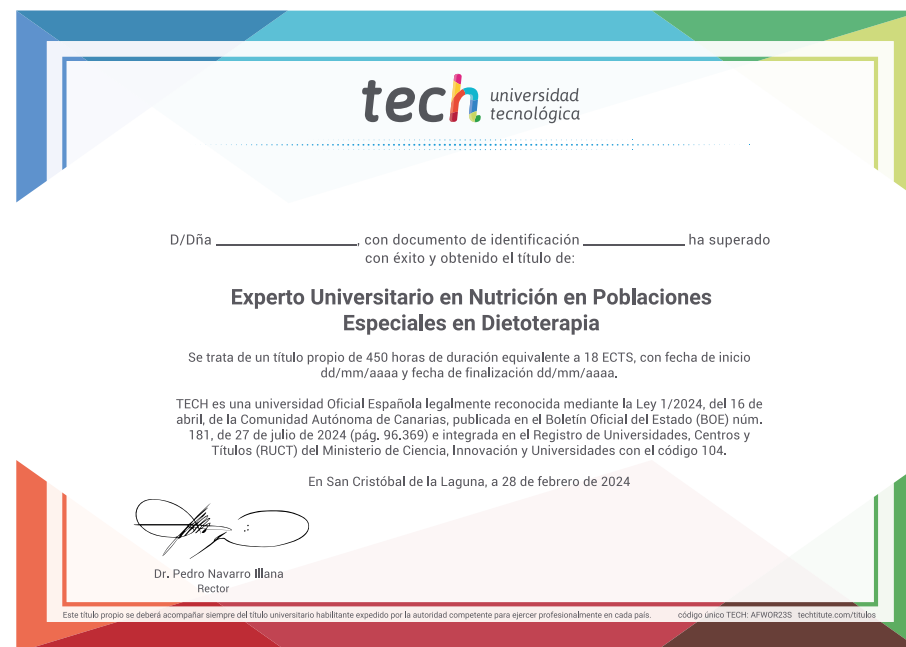 tech universidad
tecnológica
D/Dña ________________, con documento de identificación ____________ ha superado
con éxito y obtenido el título de:
Experto Universitario en Nutrición en Poblaciones
Especiales en Dietoterapia
Se trata de un título propio de 450 horas de duración equivalente a 18 ECTS, con fecha de inicio
dd/mm/aaaa y fecha de finalización dd/mm/aaaa.
TECH es una universidad Oficial Española legalmente reconocida mediante la Ley 1/2024, del 16 de
abril, de la Comunidad Autónoma de Canarias, publicada en el Boletín Oficial del Estado (BOE) núm.
181, de 27 de julio de 2024 (pág. 96.369) e integrada en el Registro de Universidades, Centros y
Títulos (RUCT) del Ministerio de Ciencia, Innovación y Universidades con el código 104.
En San Cristóbal de la Laguna, a 28 de febrero de 2024
Dr. Pedro Navarro Illana
Rector
Este título propio se deberá acompañar siempre del título universitario habilitante expedido por la autoridad competente para ejercer profesionalmente en cada país. código único TECH: AFWOR23S techtitute.com/titulos